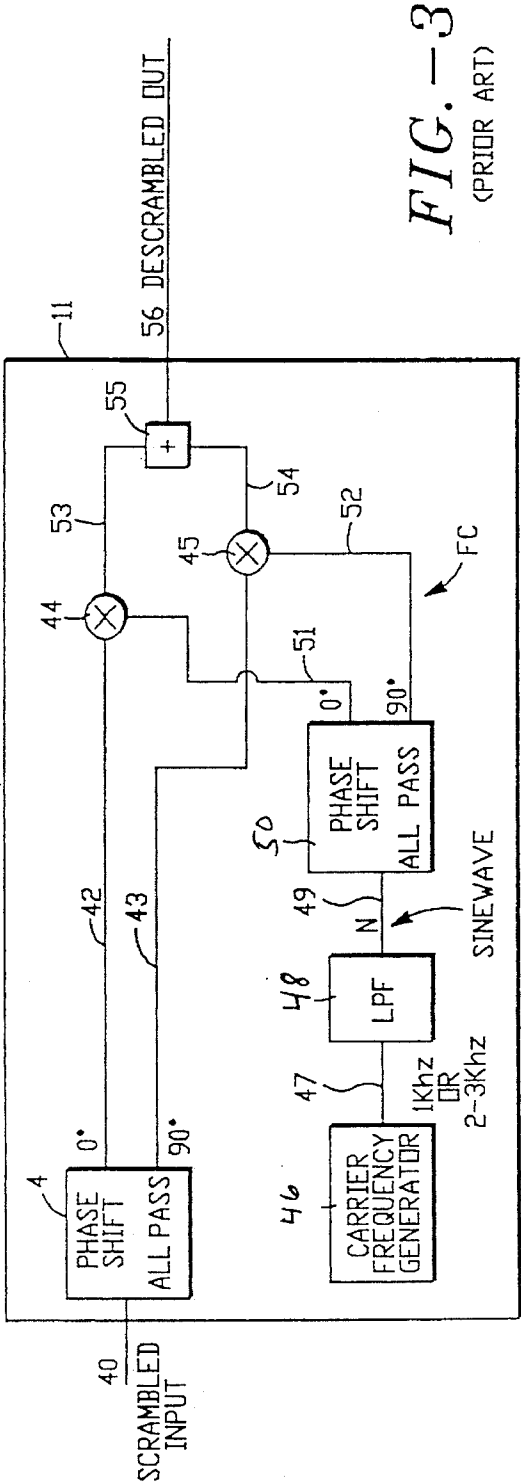 SCRAMBLED
INPUT
40
4
PHASE
SHIFT
ALL PASS
0°
90°
42
43
44
45
53
54
55
+
11
56 DESCRAMBLED OUT
46
CARRIER
FREQUENCY
GENERATOR
47
1Khz
OR
2-3Khz
48
LPF
N
49
SINEWAVE
50
PHASE
SHIFT
ALL PASS
0°
90°
51
52
FC
FIG.-3
(PRIOR ART)